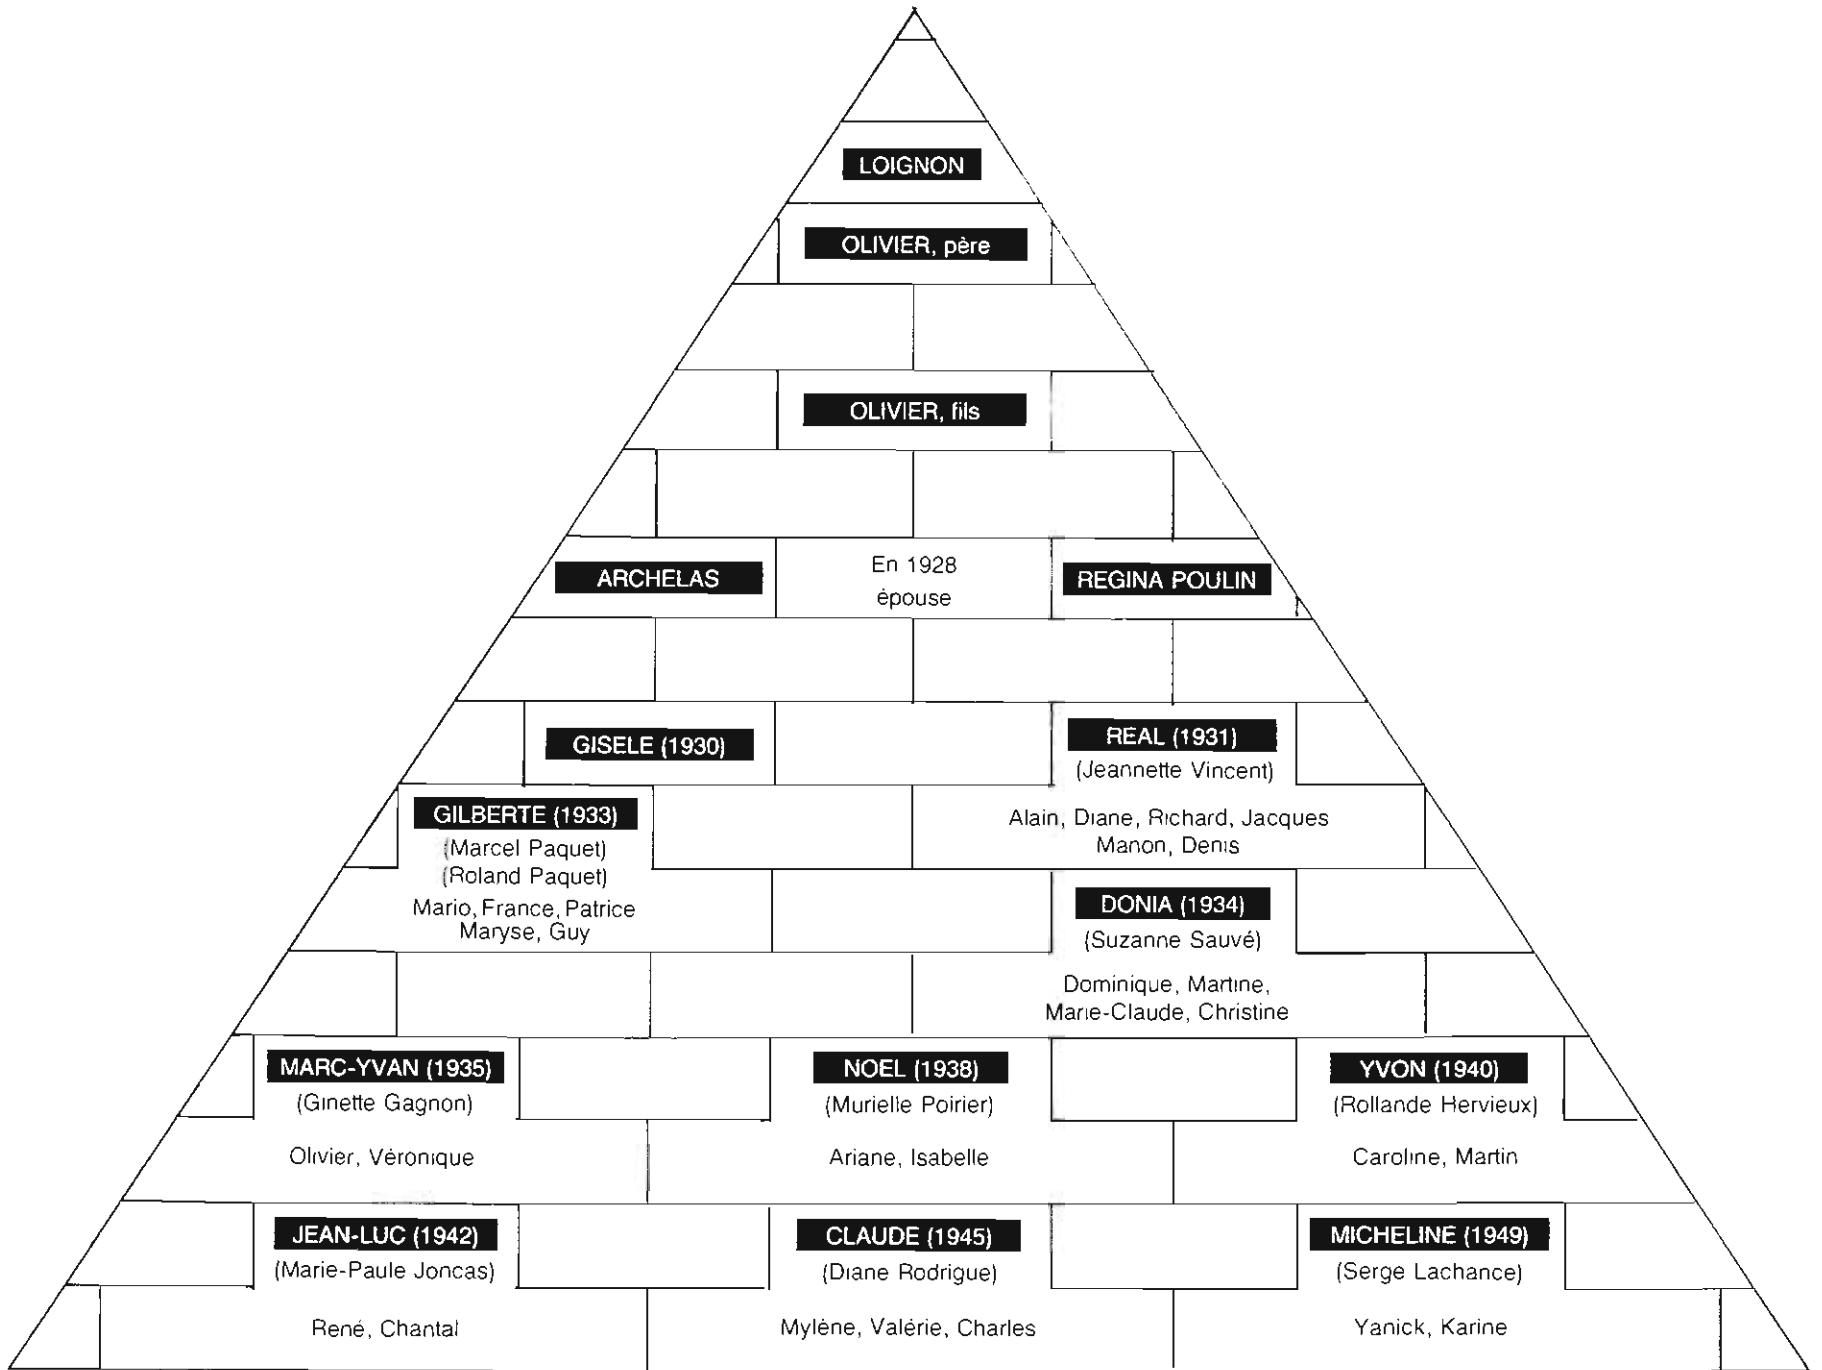 LOIGNON
OLIVIER, père
OLIVIER, fils
ARCHELAS
En 1928
épouse
REGINA POULIN
GISELE (1930)
REAL (1931)
(Jeannette Vincent)
Alain, Diane, Richard, Jacques
Manon, Denis
GILBERTE (1933)
(Marcel Paquet)
(Roland Paquet)
Mario, France, Patrice
Maryse, Guy
DONIA (1934)
(Suzanne Sauvé)
Dominique, Martine,
Marie-Claude, Christine
MARC-YVAN (1935)
(Ginette Gagnon)
Olivier, Véronique
NOEL (1938)
(Murielle Poirier)
Ariane, Isabelle
YVON (1940)
(Rollande Hervieux)
Caroline, Martin
JEAN-LUC (1942)
(Marie-Paule Joncas)
René, Chantal
CLAUDE (1945)
(Diane Rodrigue)
Mylène, Valérie, Charles
MICHELINE (1949)
(Serge Lachance)
Yanick, Karine